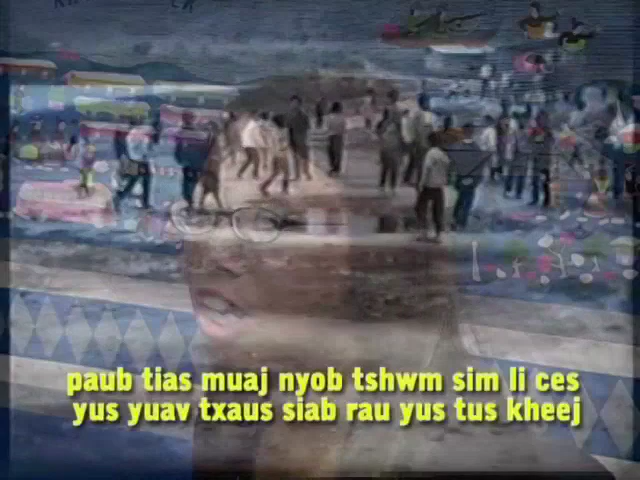 paub tias muaj nyob tshwm sim li ces
yus yuav txaus siab rau yus tus kheej